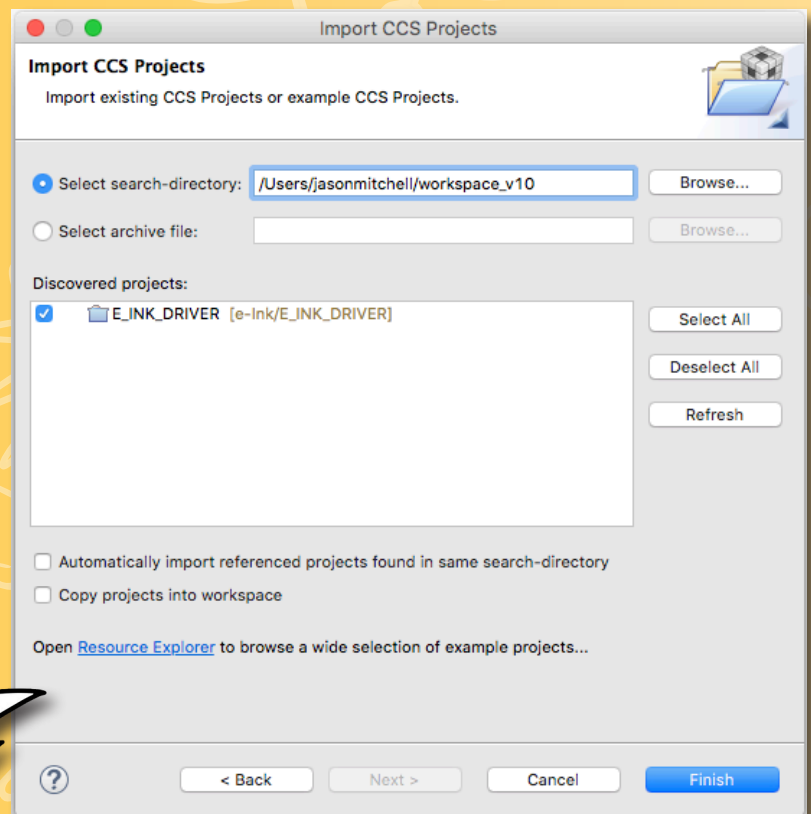 Import CCS Projects
Import CCS Projects
Import existing CCS Projects or example CCS Projects.
Select search-directory: /Users/jasonmitchell/workspace_v10 Browse...
Select archive file: Browse...
Discovered projects:
E_INK_DRIVER [e-Ink/E_INK_DRIVER]
Select All
Deselect All
Refresh
Automatically import referenced projects found in same search-directory
Copy projects into workspace
Open Resource Explorer to browse a wide selection of example projects...
? < Back Next > Cancel Finish